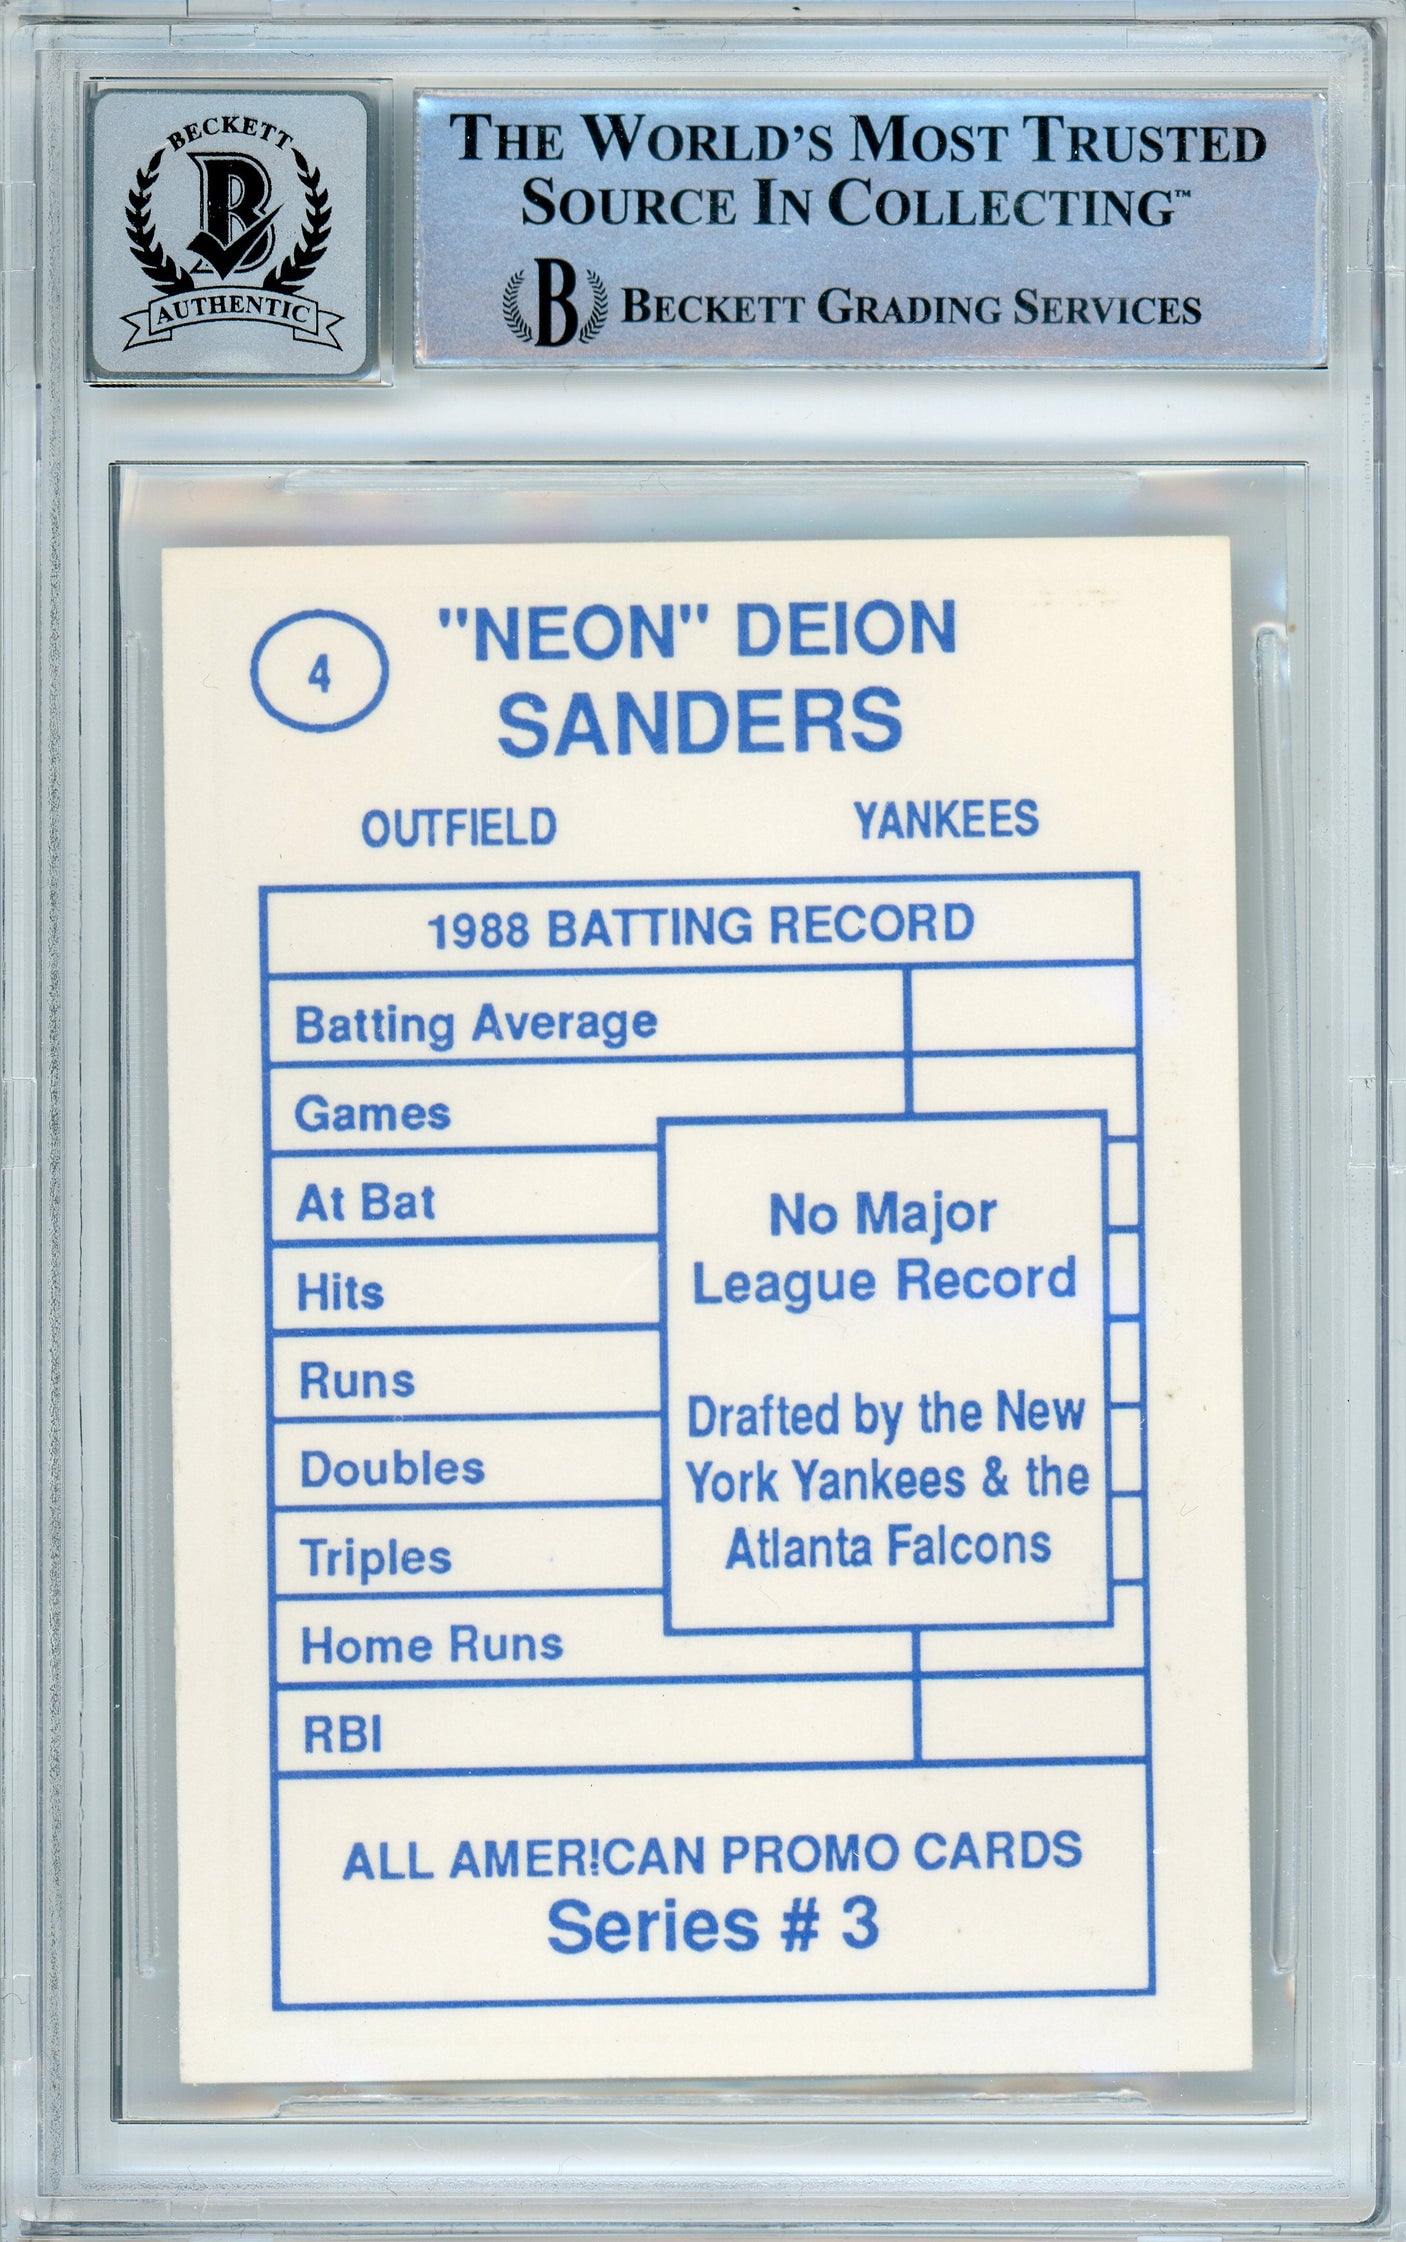 BECKETT
B
AUTHENTIC
THE WORLD'S MOST TRUSTED
SOURCE IN COLLECTING™
B BECKETT GRADING SERVICES
4
"NEON" DEION
SANDERS
OUTFIELD YANKEES
1988 BATTING RECORD
Batting Average
Games
At Bat
Hits
Runs
Doubles
Triples
Home Runs
RBI
No Major
League Record
Drafted by the New
York Yankees & the
Atlanta Falcons
ALL AMER!CAN PROMO CARDS
Series # 3